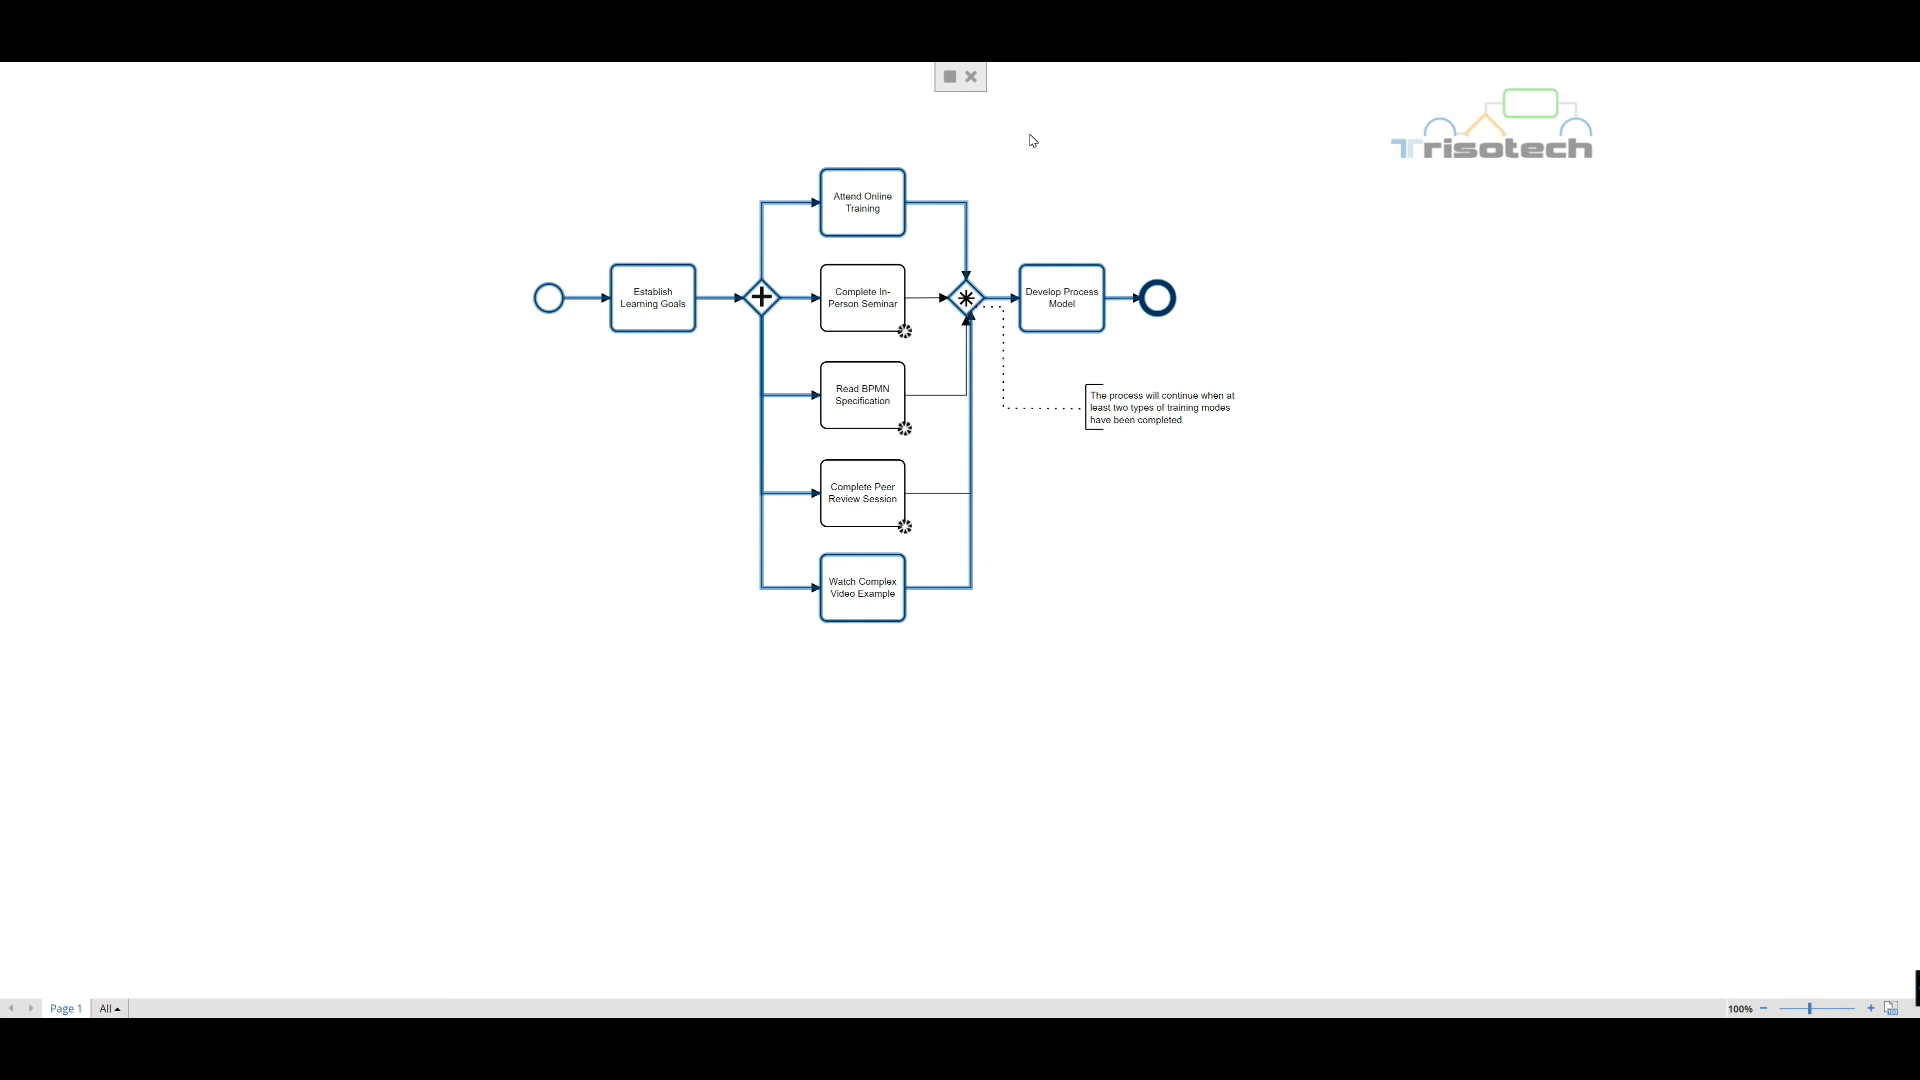 Trisotech
Attend Online
Training
Establish
Learning Goals
Complete In-
Person Seminar
Develop Process
Model
Read BPMN
Specification
The process will continue when at
least two types of training modes
have been completed
Complete Peer
Review Session
Watch Complex
Video Example
Page 1
All
100%